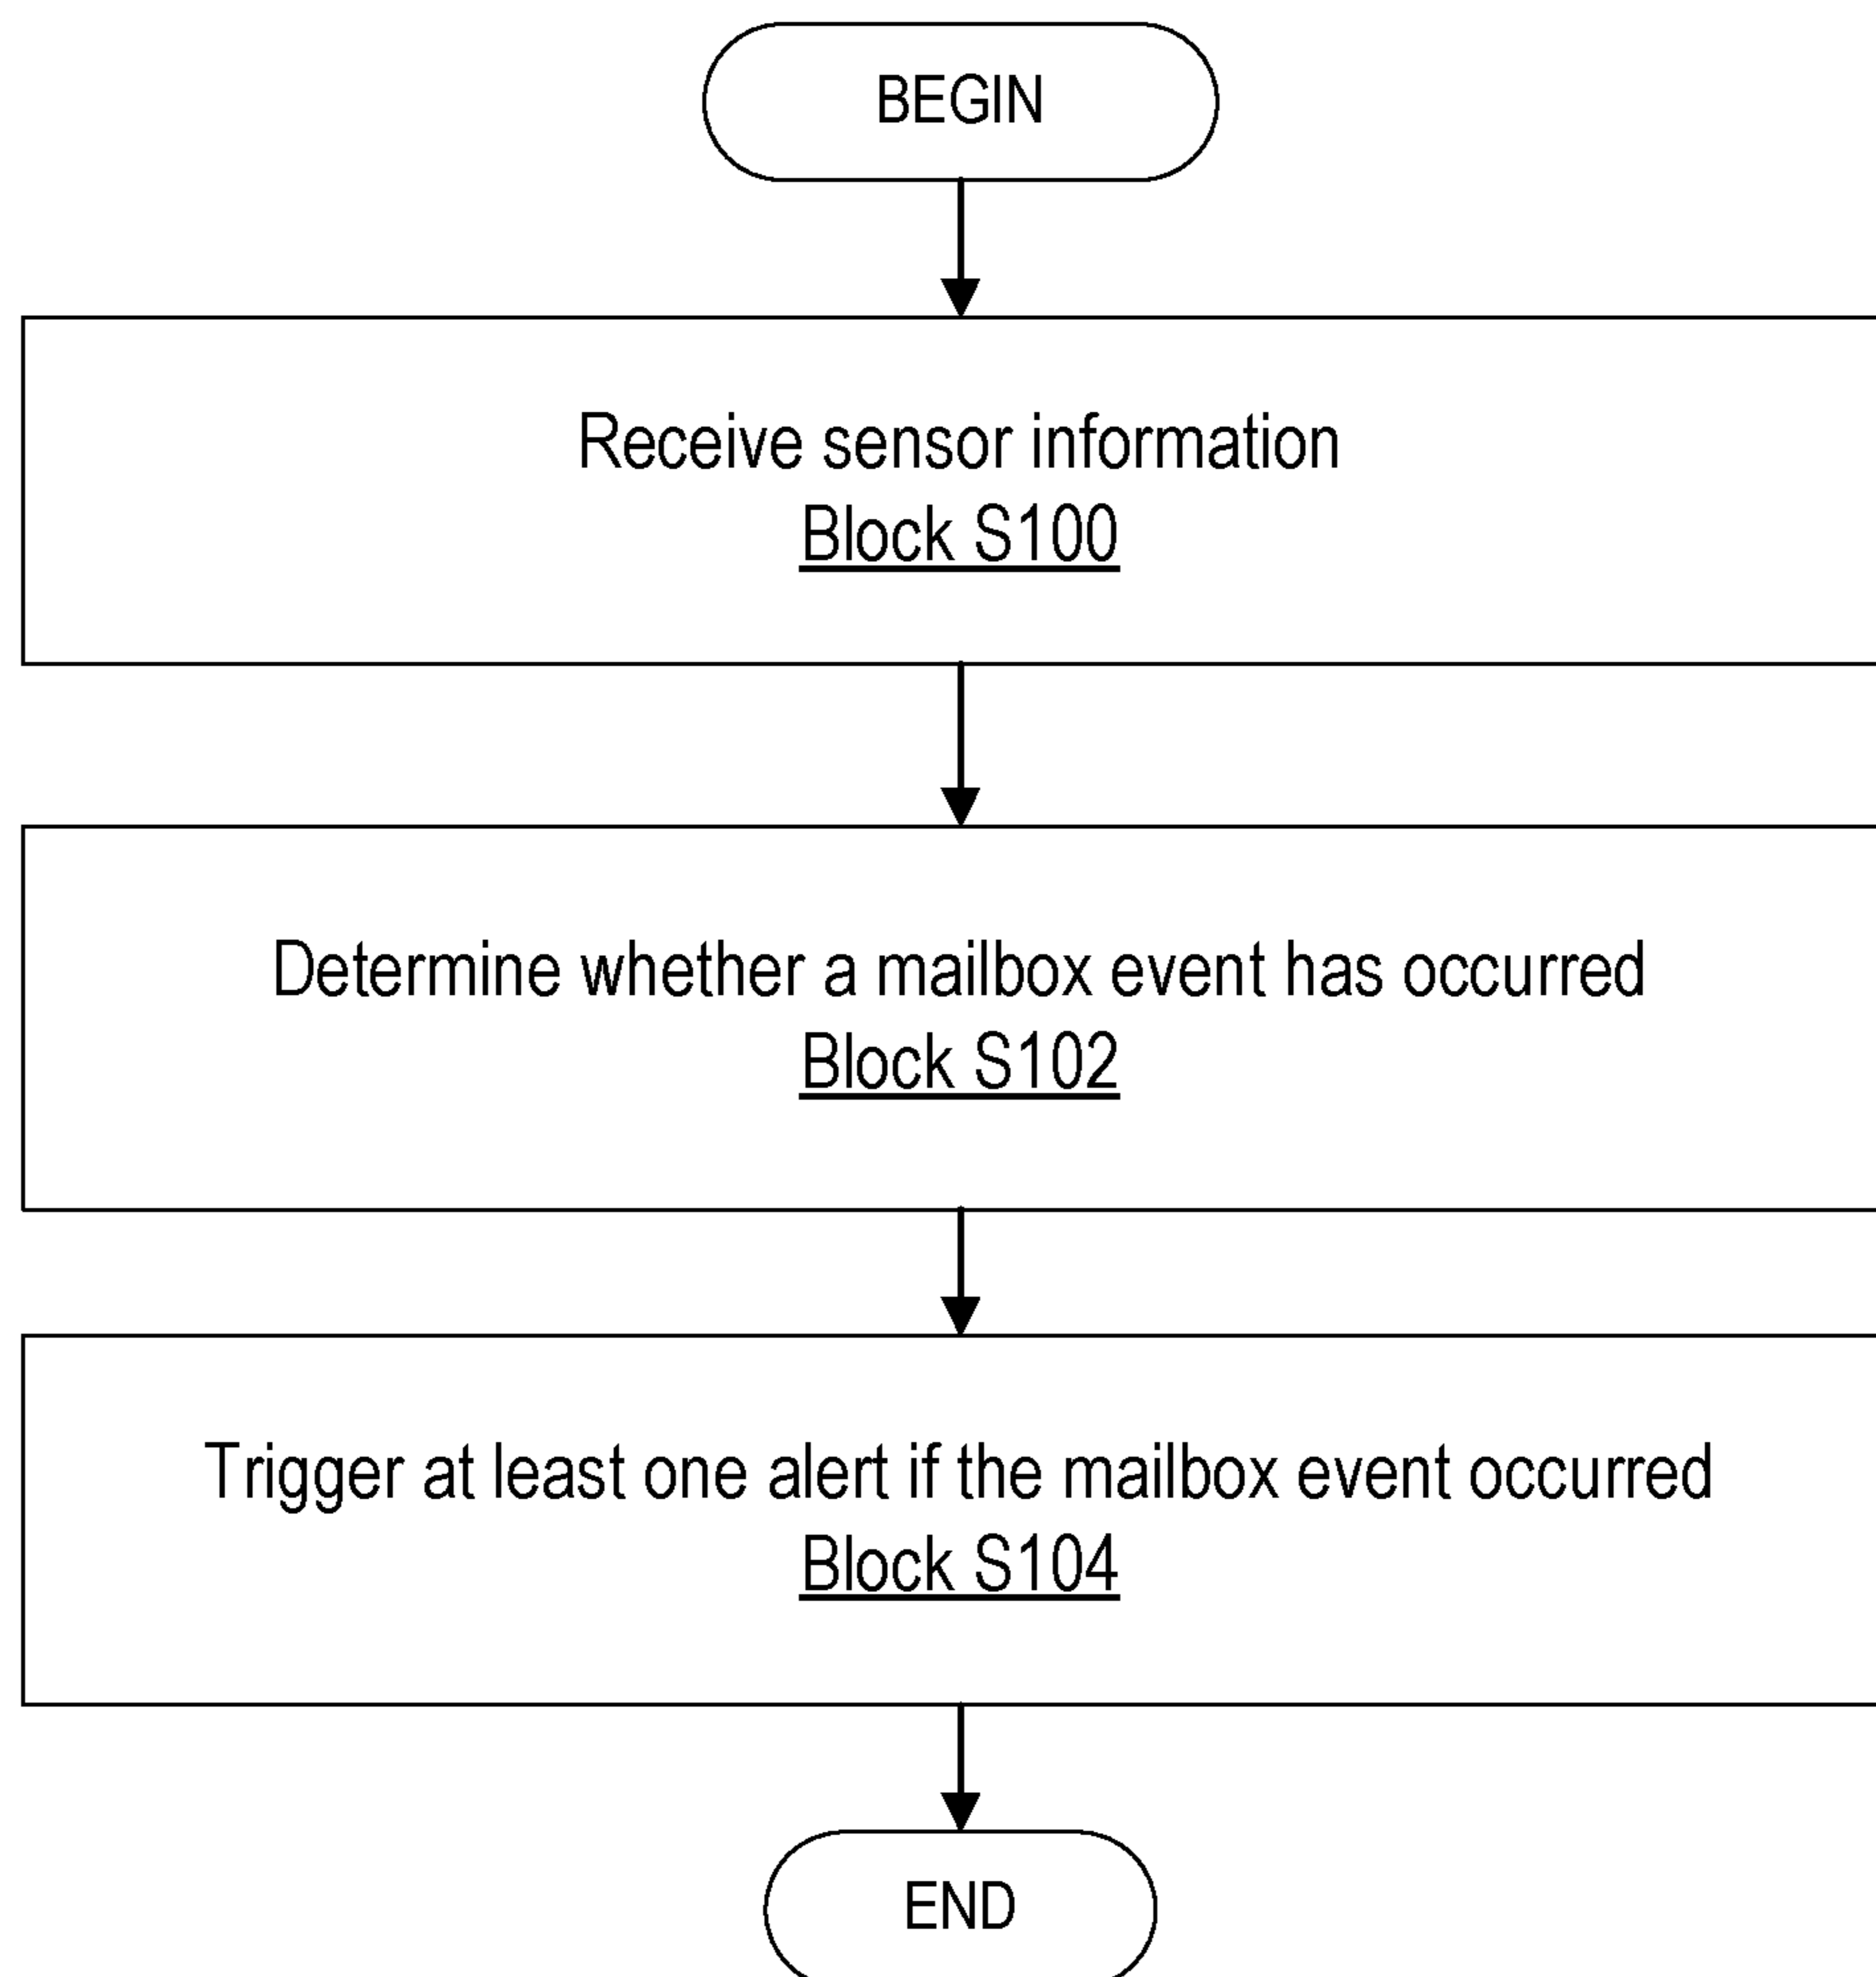 BEGIN
Receive sensor information
Block S100
Determine whether a mailbox event has occurred
Block S102
Trigger at least one alert if the mailbox event occurred
Block S104
END